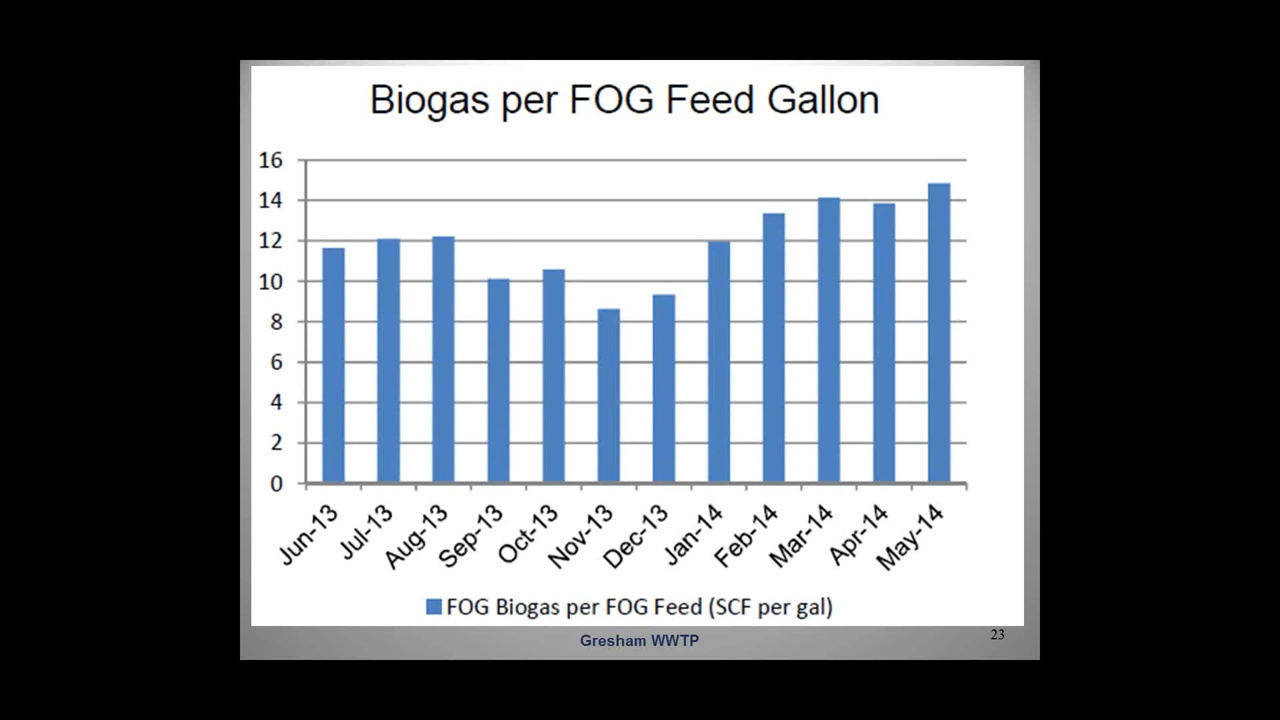 Biogas per FOG Feed Gallon
16
14
12
10
8
6
4
2
0
Jun-13
Jul-13
Aug-13
Sep-13
Oct-13
Nov-13
Dec-13
Jan-14
Feb-14
Mar-14
Apr-14
May-14
FOG Biogas per FOG Feed (SCF per gal)
Gresham WWTP
23